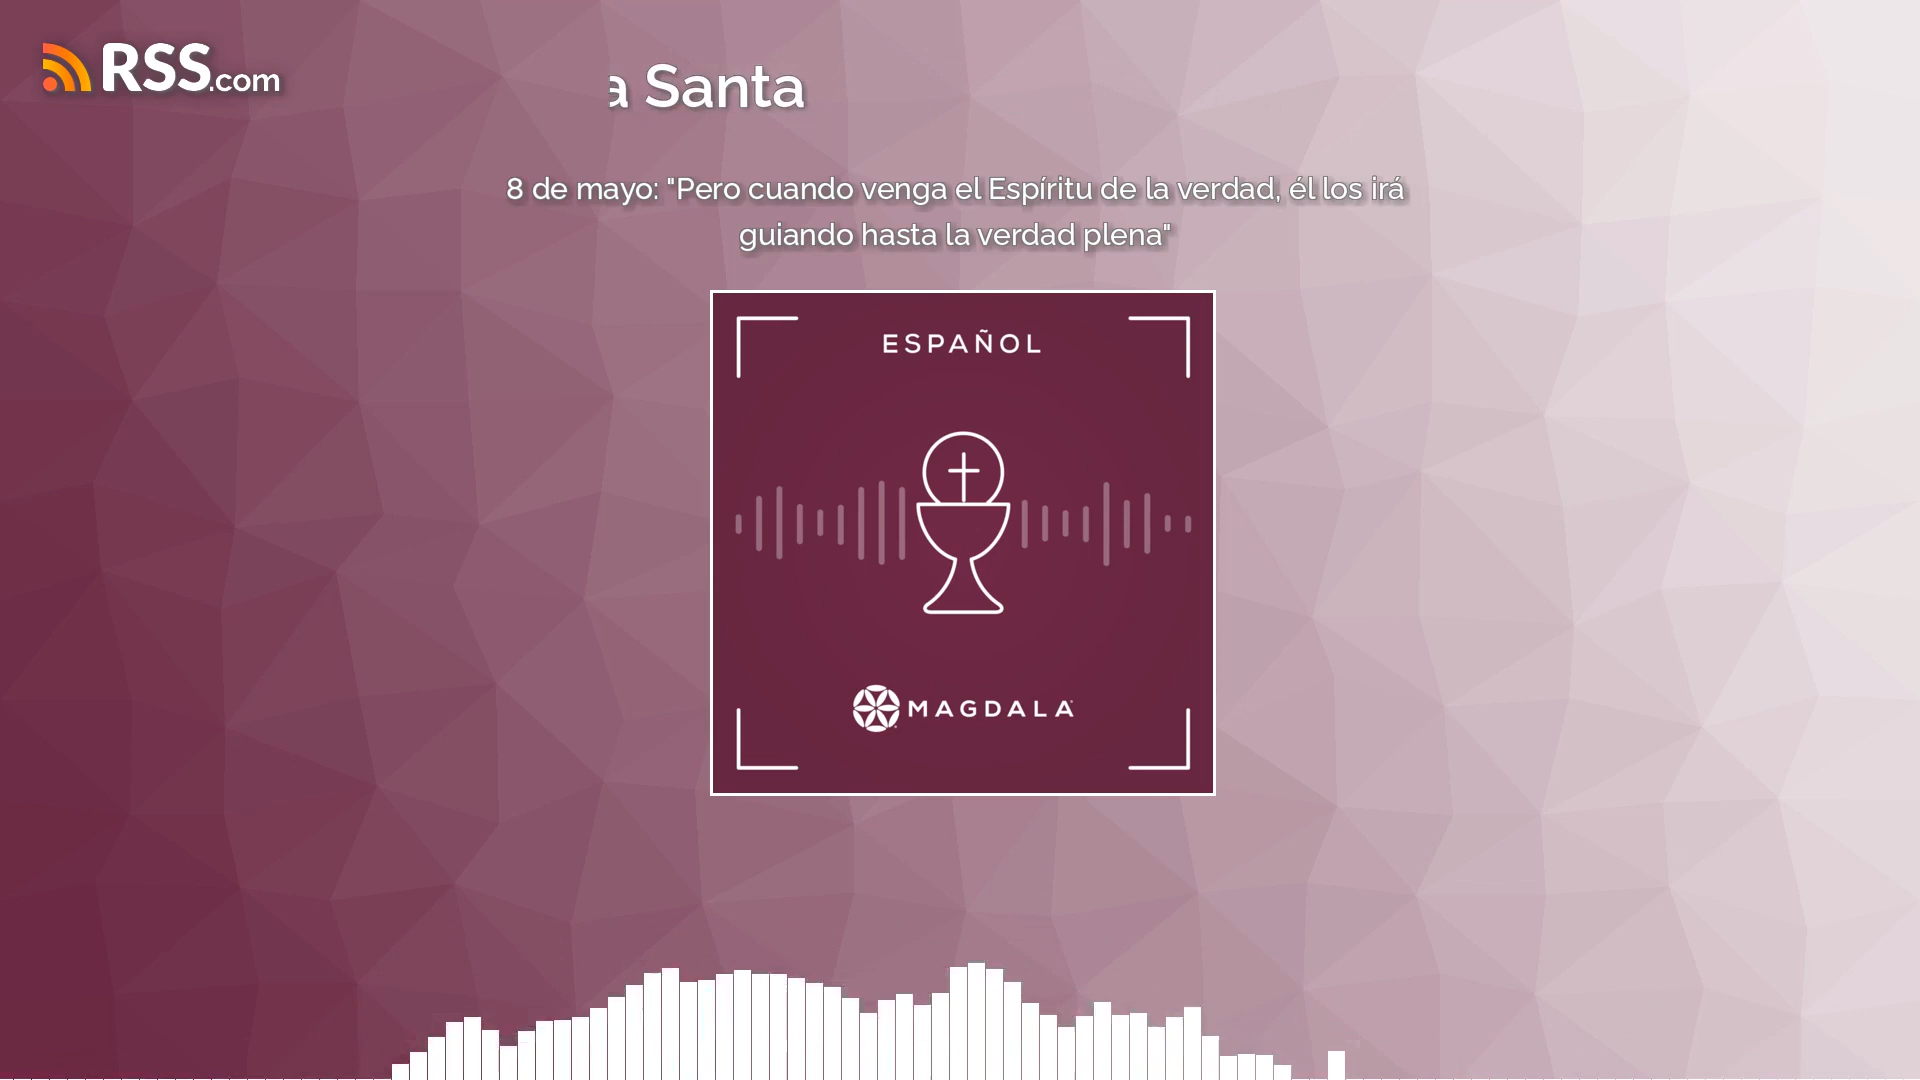 RSS.com
a Santa
8 de mayo: "Pero cuando venga el Espíritu de la verdad, él los irá
guiando hasta la verdad plena"
ESPAÑOL
MAGDALA